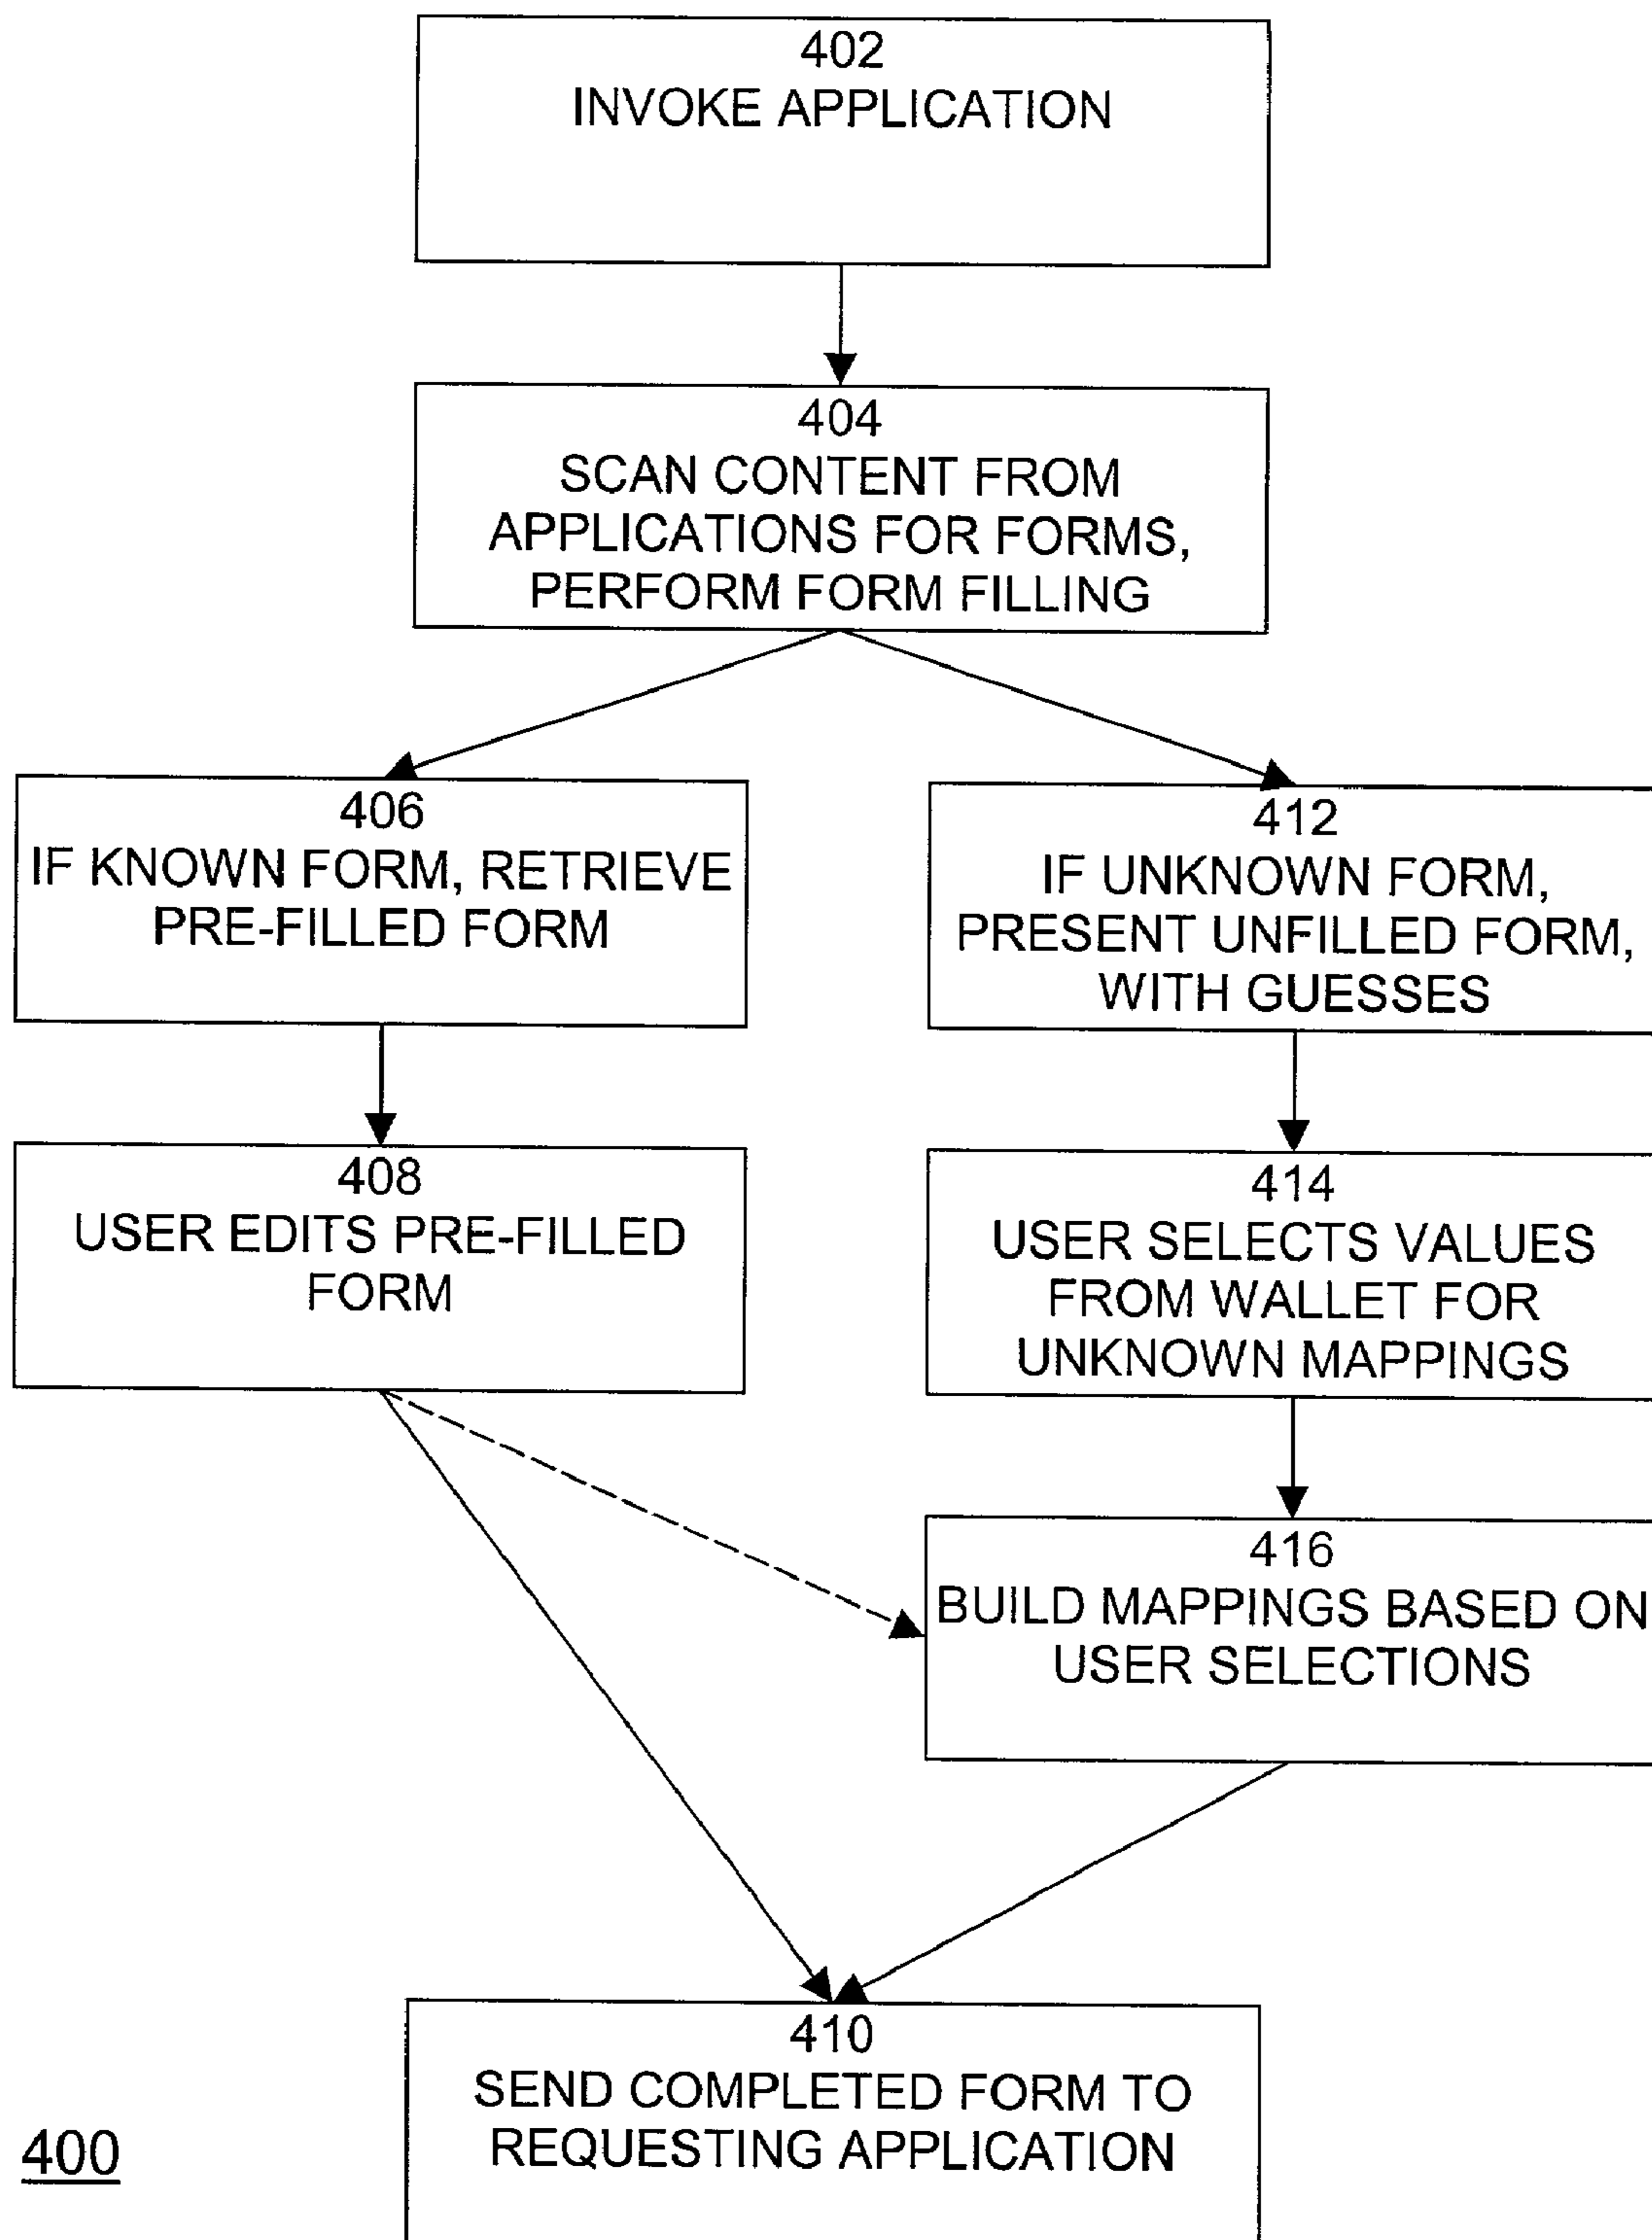 402
INVOKE APPLICATION
404
SCAN CONTENT FROM
APPLICATIONS FOR FORMS,
PERFORM FORM FILLING
406
IF KNOWN FORM, RETRIEVE
PRE-FILLED FORM
412
IF UNKNOWN FORM,
PRESENT UNFILLED FORM,
WITH GUESSES
408
USER EDITS PRE-FILLED
FORM
414
USER SELECTS VALUES
FROM WALLET FOR
UNKNOWN MAPPINGS
416
BUILD MAPPINGS BASED ON
USER SELECTIONS
410
SEND COMPLETED FORM TO
REQUESTING APPLICATION
400